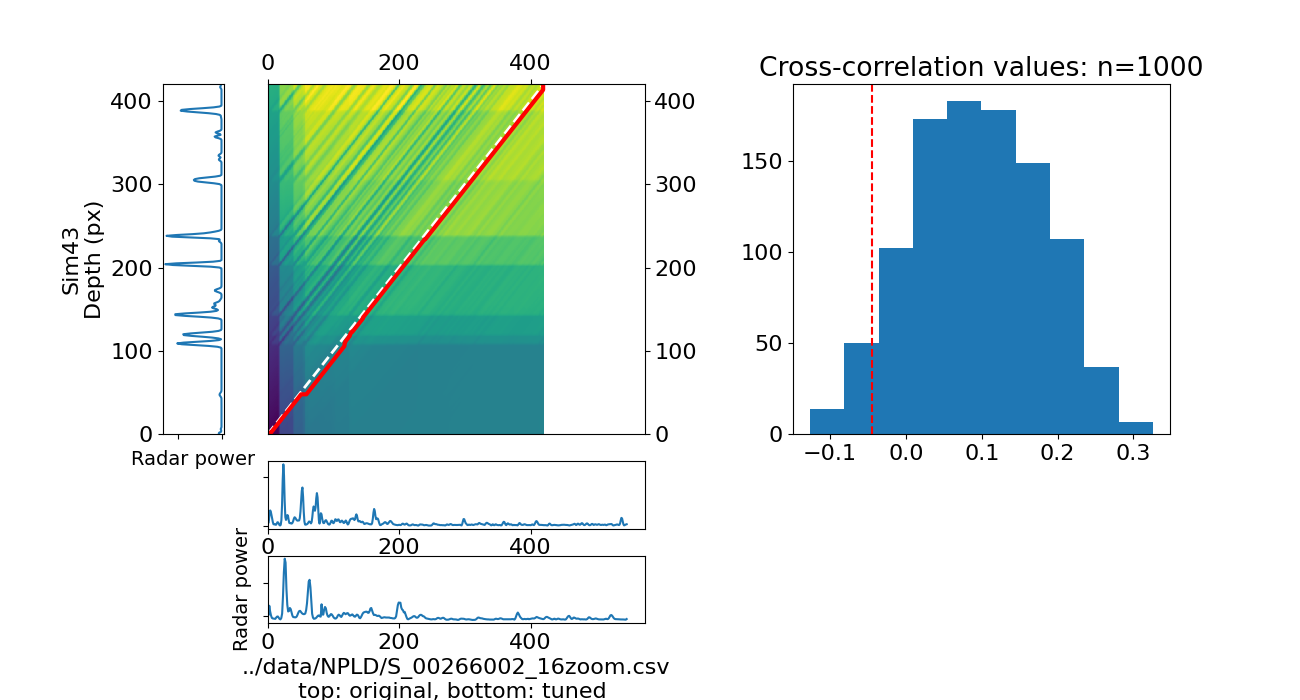 Cross-correlation values: n=1000
0 200 400
400
300
200
100
0
Sim43
Depth (px)
Radar power
400
300
200
100
0
150
100
50
0
−0.1 0.0 0.1 0.2 0.3
0 200 400
Radar power
0 200 400
../data/NPLD/S_00266002_16zoom.csv
top: original, bottom: tuned